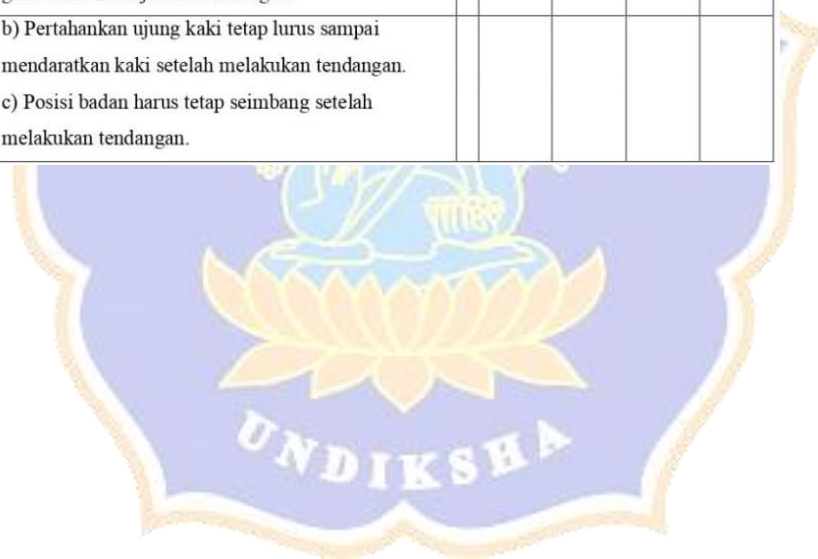 b) Pertahankan ujung kaki tetap lurus sampai
mendaratkan kaki setelah melakukan tendangan.
c) Posisi badan harus tetap seimbang setelah
melakukan tendangan.
UNDIKSHA